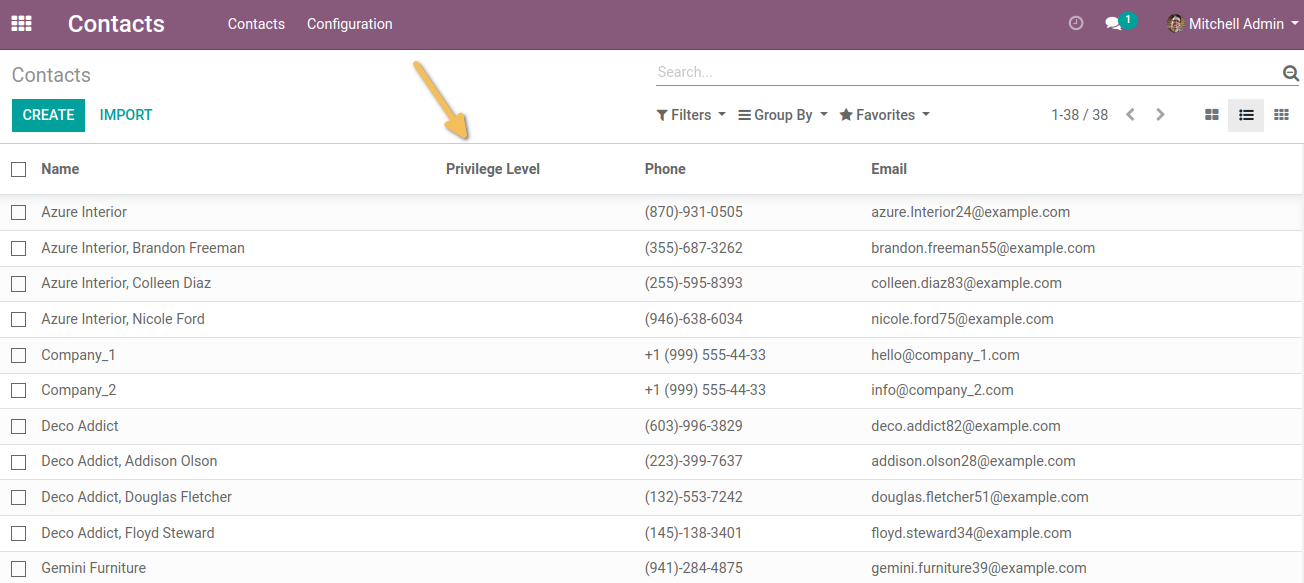 Contacts Contacts Configuration 1 Mitchell Admin
Contacts Search...
CREATE IMPORT Filters Group By Favorites 1-38 / 38
Name Privilege Level Phone Email
Azure Interior (870)-931-0505 azure.Interior24@example.com
Azure Interior, Brandon Freeman (355)-687-3262 brandon.freeman55@example.com
Azure Interior, Colleen Diaz (255)-595-8393 colleen.diaz83@example.com
Azure Interior, Nicole Ford (946)-638-6034 nicole.ford75@example.com
Company_1 +1 (999) 555-44-33 hello@company_1.com
Company_2 +1 (999) 555-44-33 info@company_2.com
Deco Addict (603)-996-3829 deco.addict82@example.com
Deco Addict, Addison Olson (223)-399-7637 addison.olson28@example.com
Deco Addict, Douglas Fletcher (132)-553-7242 douglas.fletcher51@example.com
Deco Addict, Floyd Steward (145)-138-3401 floyd.steward34@example.com
Gemini Furniture (941)-284-4875 gemini.furniture39@example.com